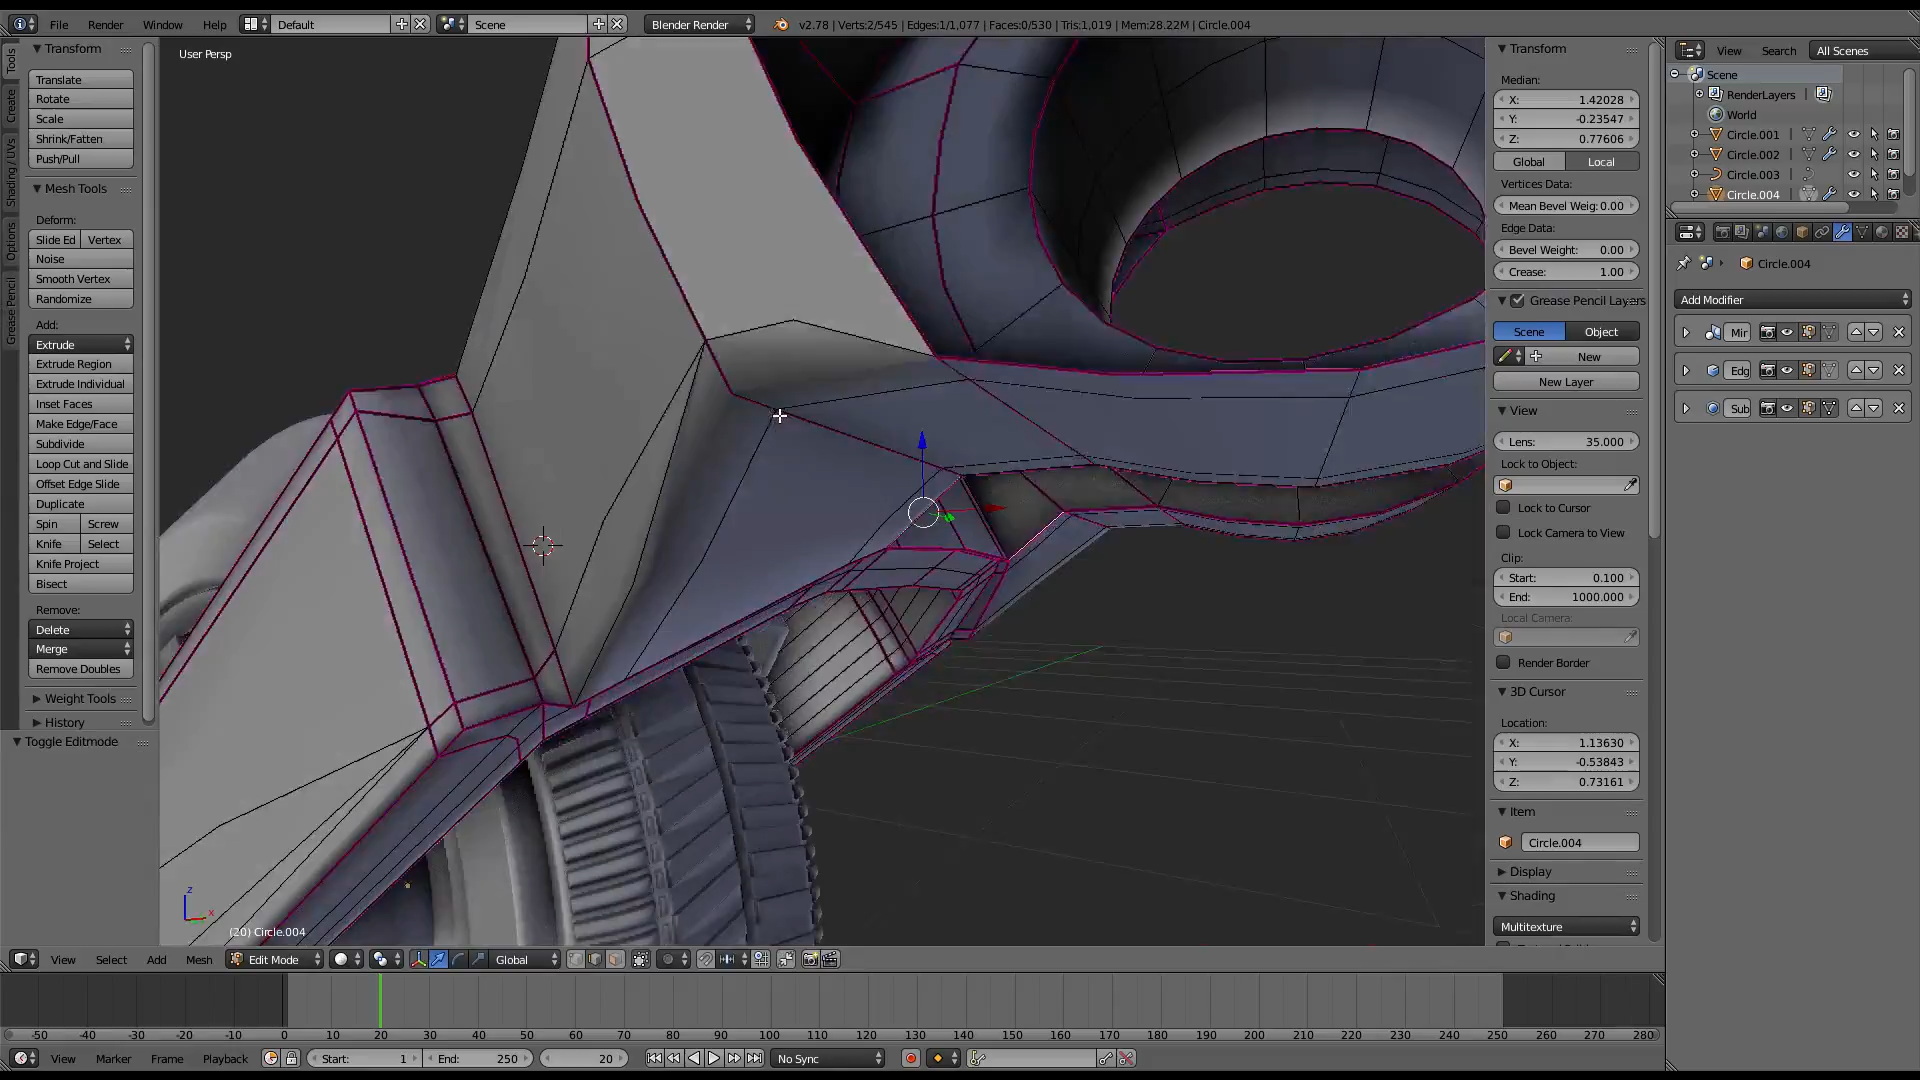 File Render Window Help Default Scene Blender Render v2.78 | Verts:2/545 | Edges:1/1,077 | Faces:0/530 | Tris:1,019 | Mem:28.22M | Circle.004
Tools
Create
Shading / UVs
Options
Grease Pencil
Transform
Translate
Rotate
Scale
Shrink/Fatten
Push/Pull
Mesh Tools
Deform:
Slide Ed Vertex
Noise
Smooth Vertex
Randomize
Add:
Extrude
Extrude Region
Extrude Individual
Inset Faces
Make Edge/Face
Subdivide
Loop Cut and Slide
Offset Edge Slide
Duplicate
Spin Screw
Knife Select
Knife Project
Bisect
Remove:
Delete
Merge
Remove Doubles
Weight Tools
History
Toggle Editmode
User Persp
z
x
(20) Circle.004
Transform
Median:
X: 1.42028
Y: -0.23547
Z: 0.77606
Global Local
Vertices Data:
Mean Bevel Weig: 0.00
Edge Data:
Bevel Weight: 0.00
Crease: 1.00
Grease Pencil Layers
Scene Object
New
New Layer
View
Lens: 35.000
Lock to Object:
Lock to Cursor
Lock Camera to View
Clip:
Start: 0.100
End: 1000.000
Local Camera:
Render Border
3D Cursor
Location:
X: 1.13630
Y: -0.53843
Z: 0.73161
Item
Circle.004
Display
Shading
Multitexture
View Search All Scenes
Scene
RenderLayers
World
Circle.001
Circle.002
Circle.003
Circle.004
Circle.004
Add Modifier
Mir
Edg
Sub
View Select Add Mesh Edit Mode Global
-50 -40 -30 -20 -10 0 10 20 30 40 50 60 70 80 90 100 110 120 130 140 150 160 170 180 190 200 210 220 230 240 250 260 270 280
View Marker Frame Playback Start: 1 End: 250 20 No Sync